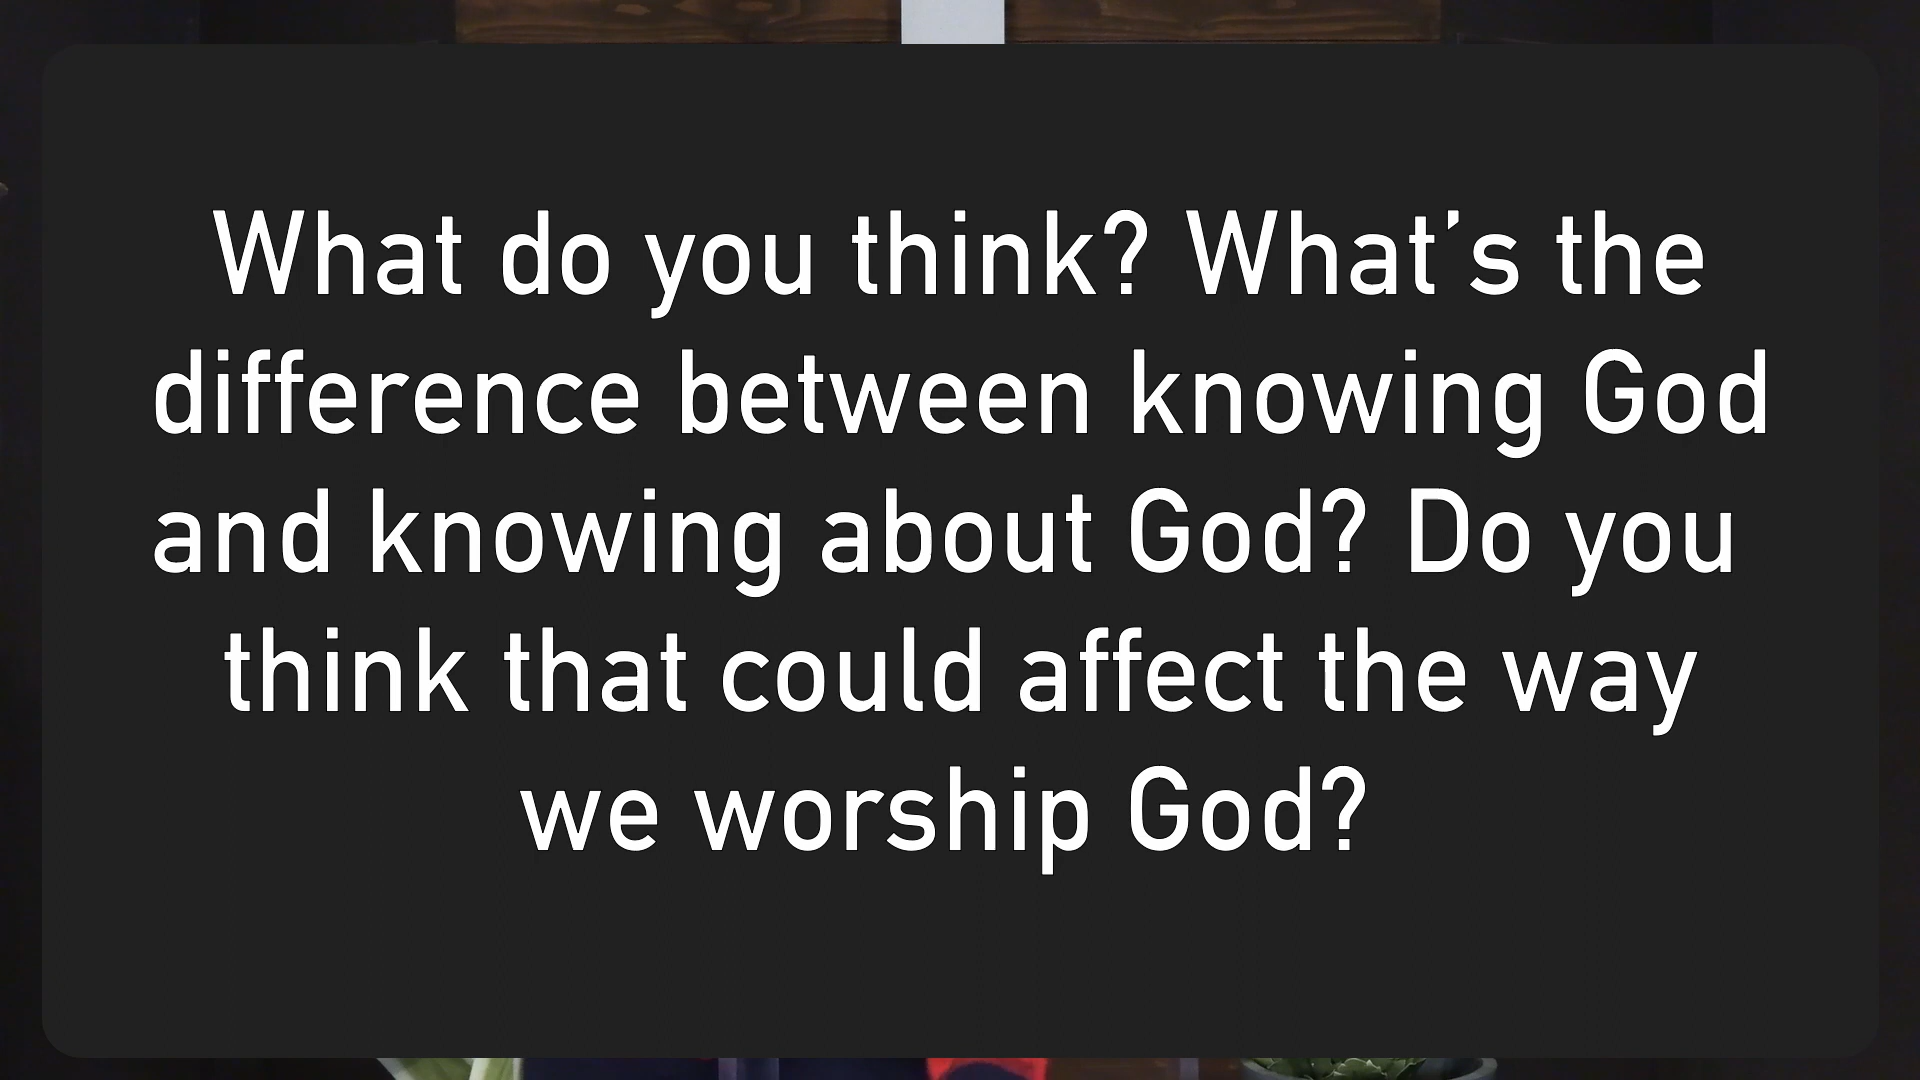 What do you think? What's the
difference between knowing God
and knowing about God? Do you
think that could affect the way
we worship God?